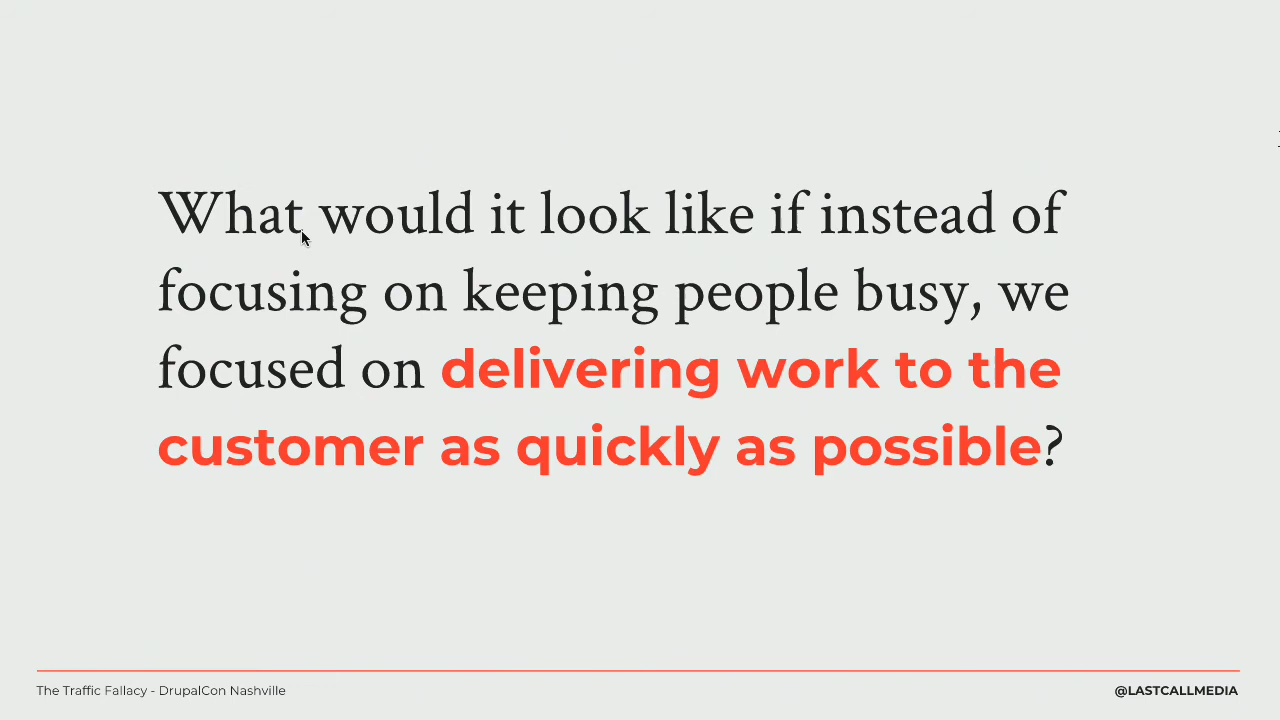 What would it look like if instead of
focusing on keeping people busy, we
focused on delivering work to the
customer as quickly as possible?
The Traffic Fallacy - DrupalCon Nashville
@LASTCALLMEDIA